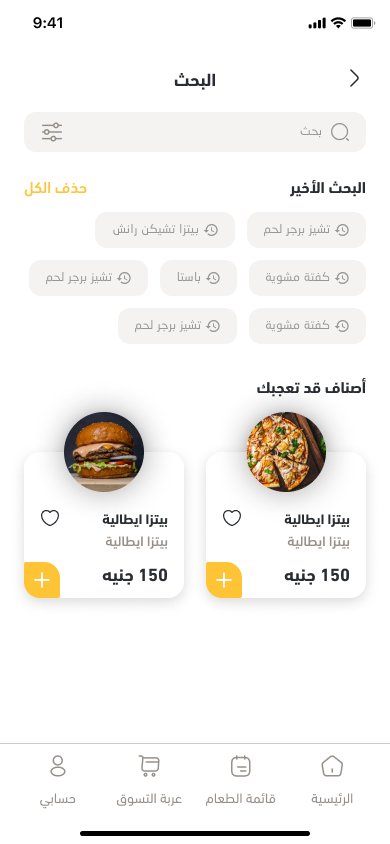 9:41
البحث
بحث
البحث الأخير
حذف الكل
تشيز برجر لحم
بيتزا تشيكن رانش
كفتة مشوية
باستا
تشيز برجر لحم
كفتة مشوية
تشيز برجر لحم
أصناف قد تعجبك
بيتزا ايطالية
بيتزا ايطالية
150 جنيه
بيتزا ايطالية
بيتزا ايطالية
150 جنيه
الرئيسية
قائمة الطعام
عربة التسوق
حسابي